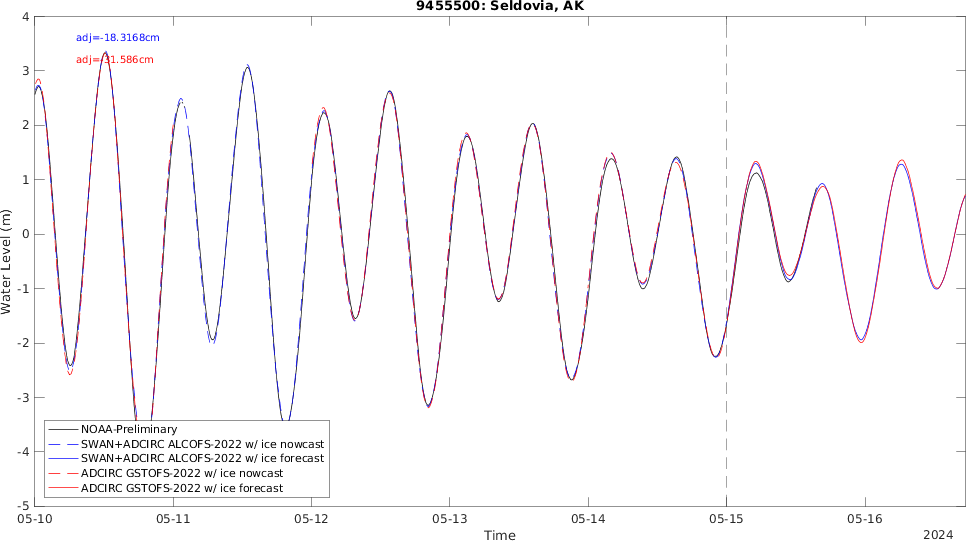 9455500: Seldovia, AK
adj=-18.3168cm
adj=-31.586cm
4
3
2
1
0
-1
-2
-3
-4
-5
Water Level (m)
NOAA-Preliminary
SWAN+ADCIRC ALCOFS-2022 w/ ice nowcast
SWAN+ADCIRC ALCOFS-2022 w/ ice forecast
ADCIRC GSTOFS-2022 w/ ice nowcast
ADCIRC GSTOFS-2022 w/ ice forecast
05-10 05-11 05-12 05-13 05-14 05-15 05-16
Time
2024